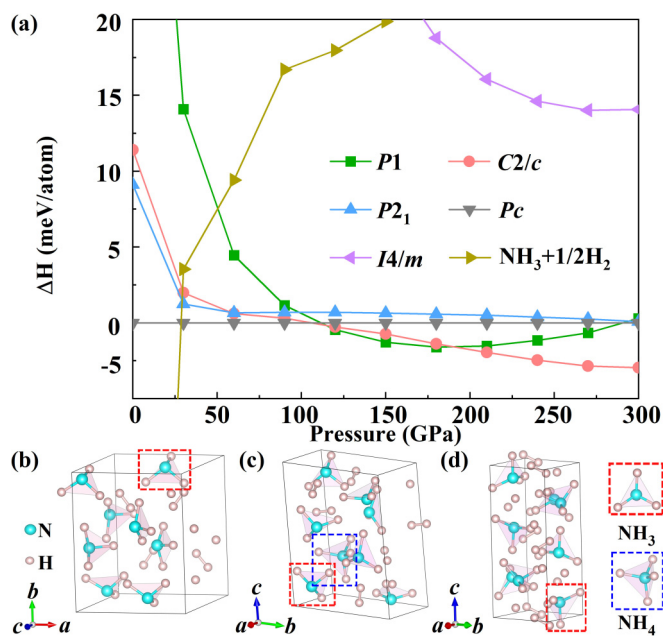 (a)
20
15
10
5
0
-5
ΔH (meV/atom)
P1
C2/c
P2₁
Pc
I4/m
NH₃+1/2H₂
0 50 100 150 200 250 300
Pressure (GPa)
(b)
(c)
(d)
N
H
NH₃
NH₄
b
c
a
c
a
b
c
a
b